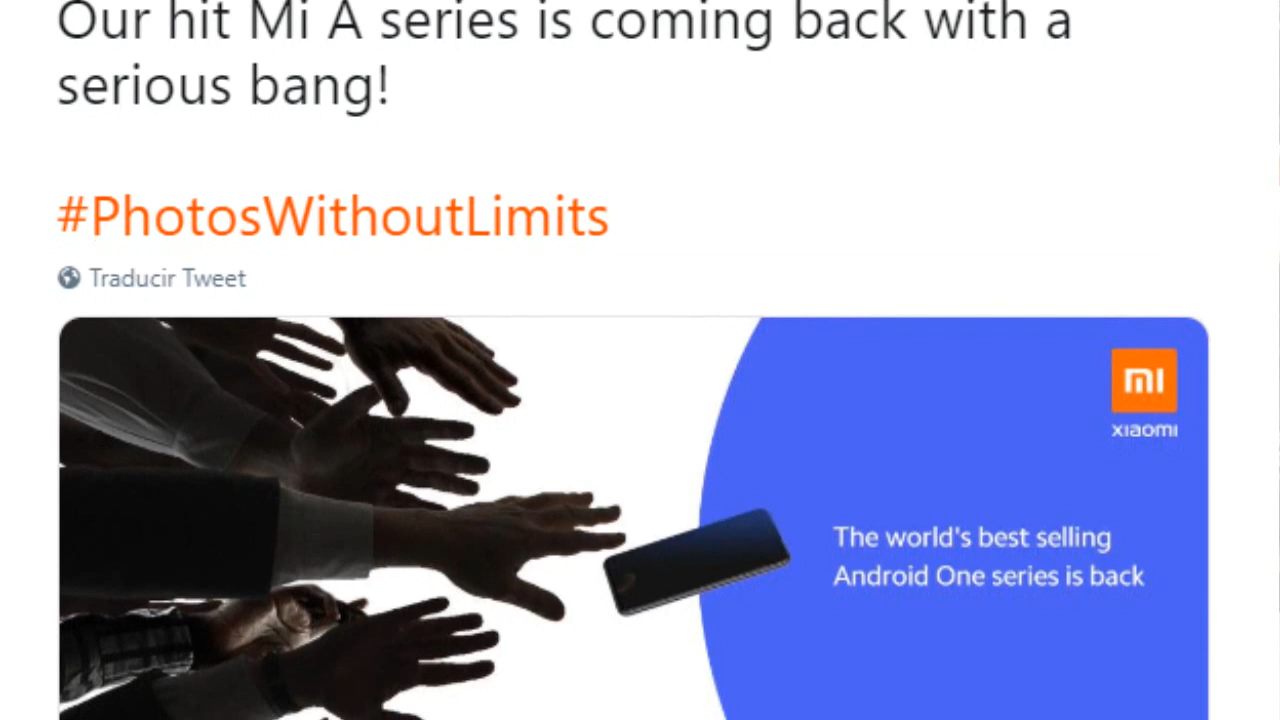 Our hit Mi A series is coming back with a
serious bang!
#PhotosWithoutLimits
Traducir Tweet
mi
xiaomi
The world's best selling
Android One series is back